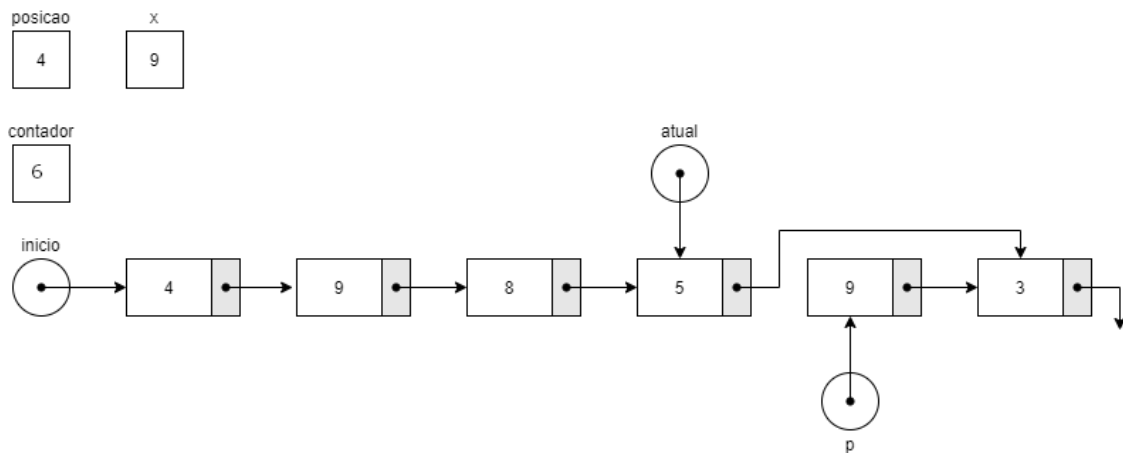 posicao x
4 9
contador
6
atual
inicio
4 9 8 5 9 3
p